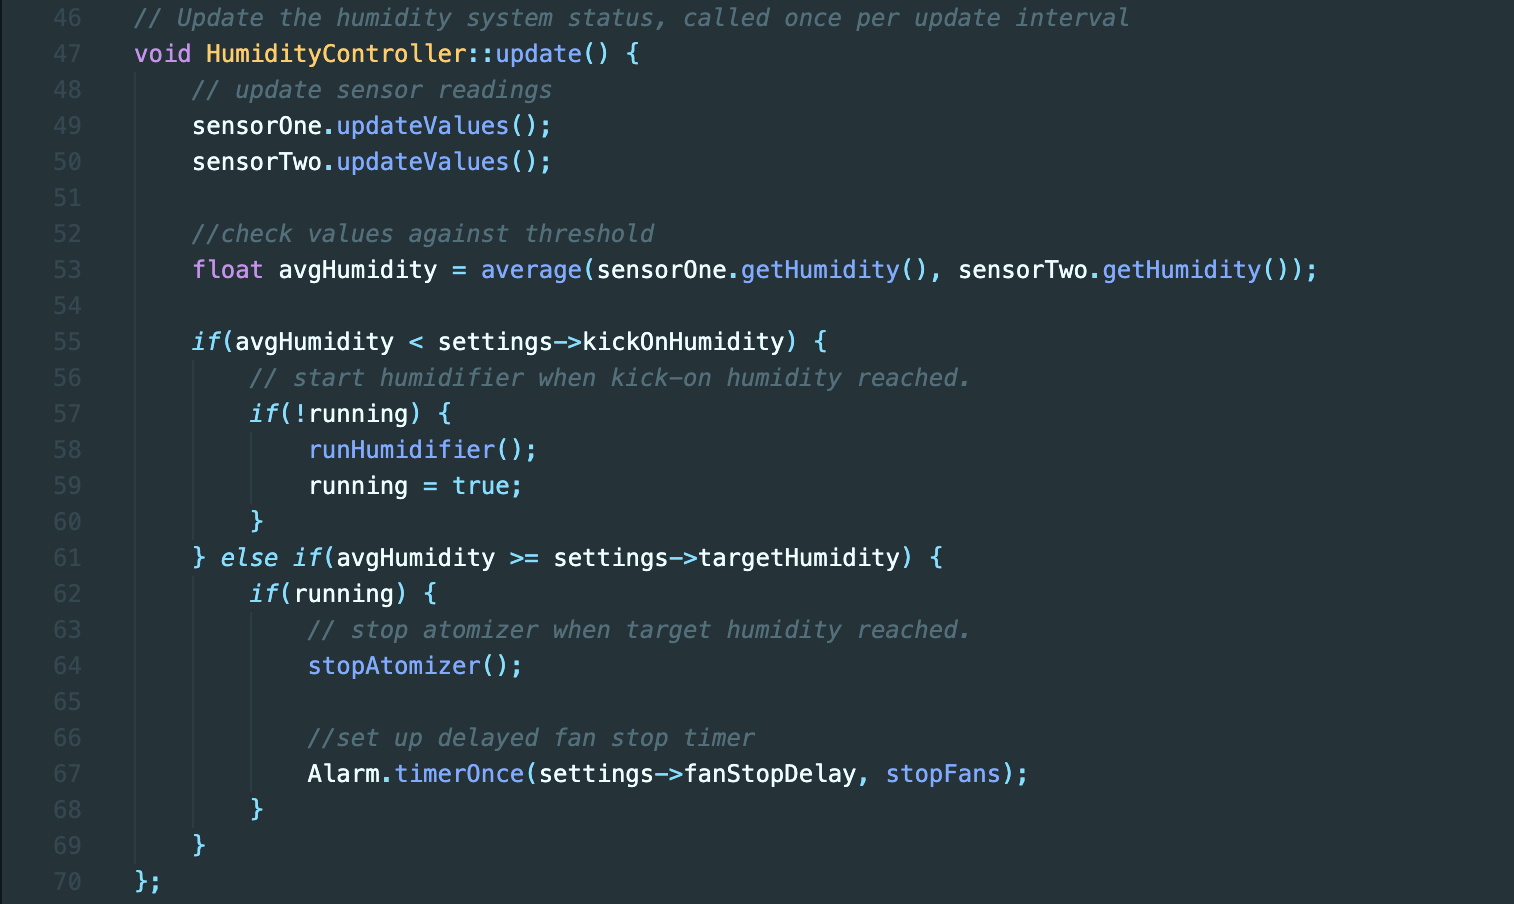 46 // Update the humidity system status, called once per update interval
47 void HumidityController::update() {
48     // update sensor readings
49     sensorOne.updateValues();
50     sensorTwo.updateValues();
51
52     //check values against threshold
53     float avgHumidity = average(sensorOne.getHumidity(), sensorTwo.getHumidity());
54
55     if(avgHumidity < settings->kickOnHumidity) {
56         // start humidifier when kick-on humidity reached.
57         if(!running) {
58             runHumidifier();
59             running = true;
60         }
61     } else if(avgHumidity >= settings->targetHumidity) {
62         if(running) {
63             // stop atomizer when target humidity reached.
64             stopAtomizer();
65
66             //set up delayed fan stop timer
67             Alarm.timerOnce(settings->fanStopDelay, stopFans);
68         }
69     }
70 };